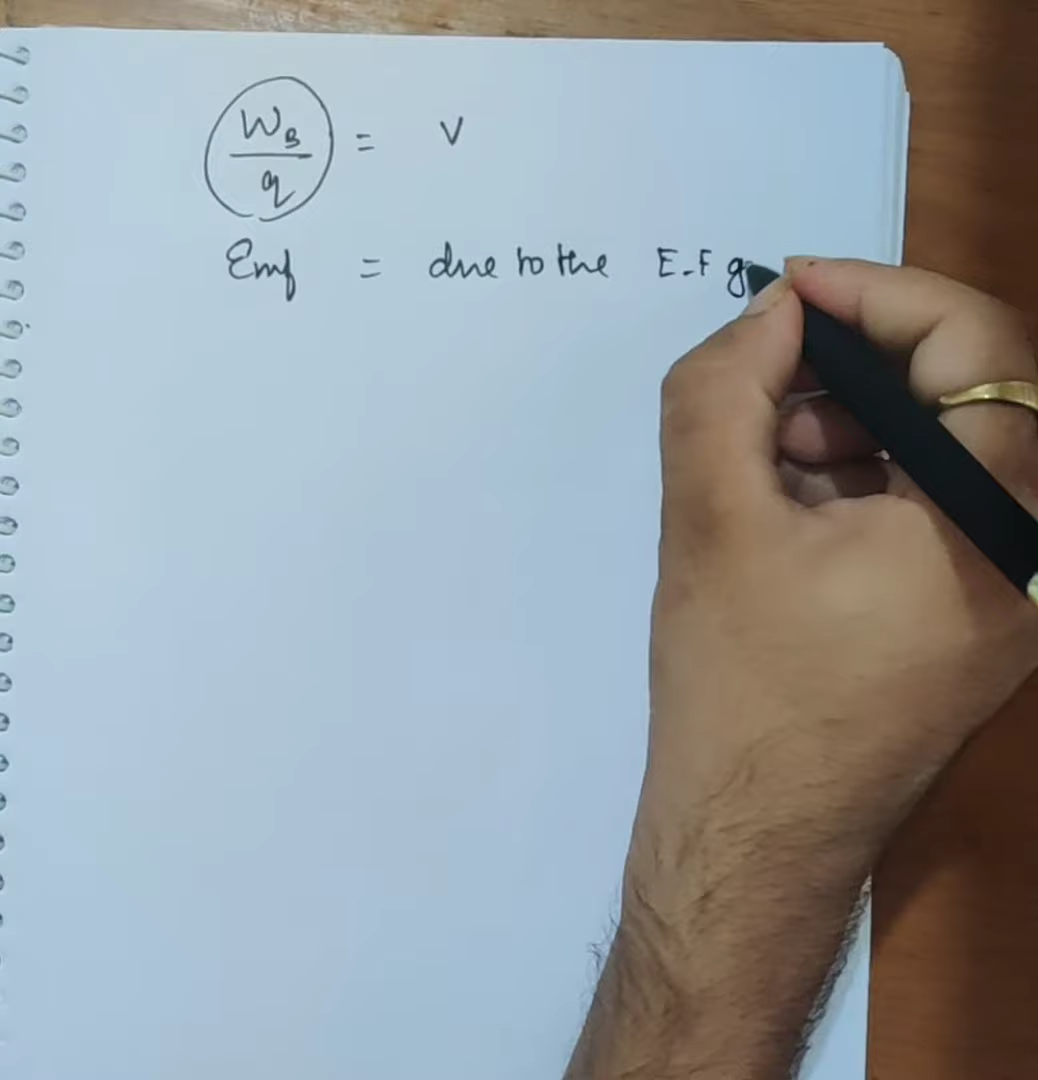 W_B/q = V
Emf = due to the E.F g